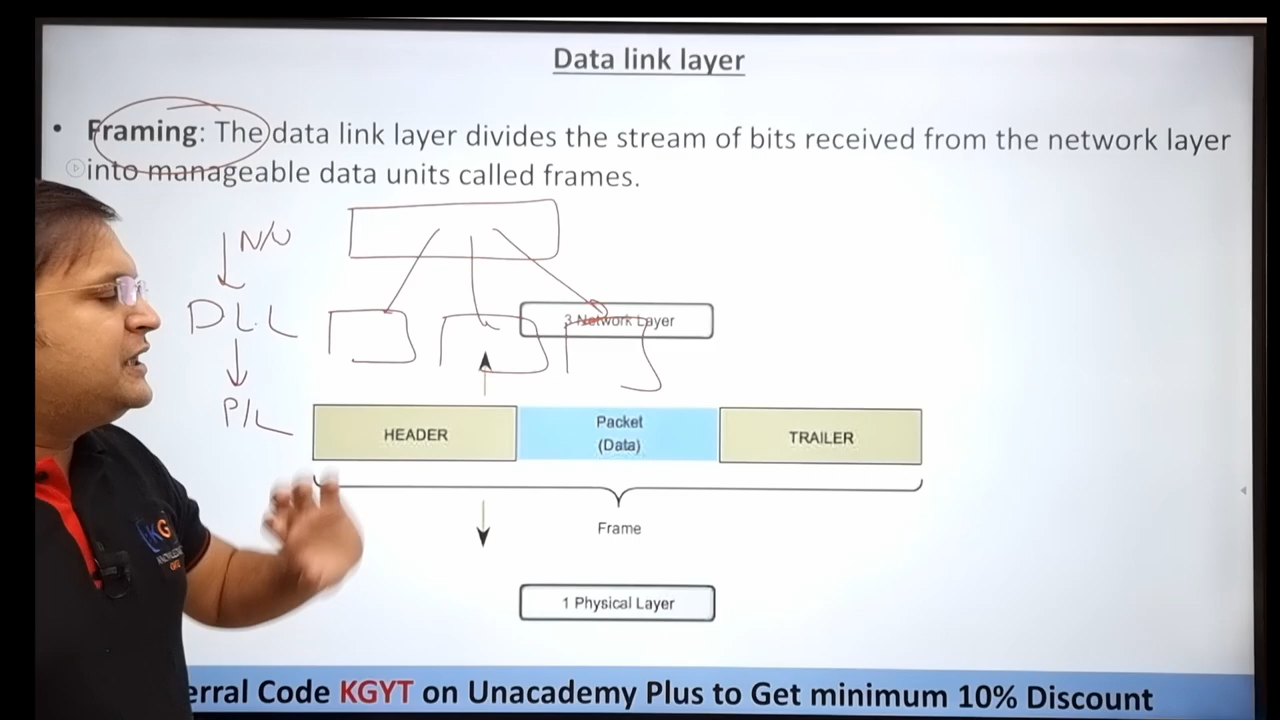 Data link layer
• Framing: The data link layer divides the stream of bits received from the network layer
into manageable data units called frames.
N/W
DLL
P/L
3 Network Layer
HEADER
Packet
(Data)
TRAILER
Frame
1 Physical Layer
KG
erral Code KGYT on Unacademy Plus to Get minimum 10% Discount